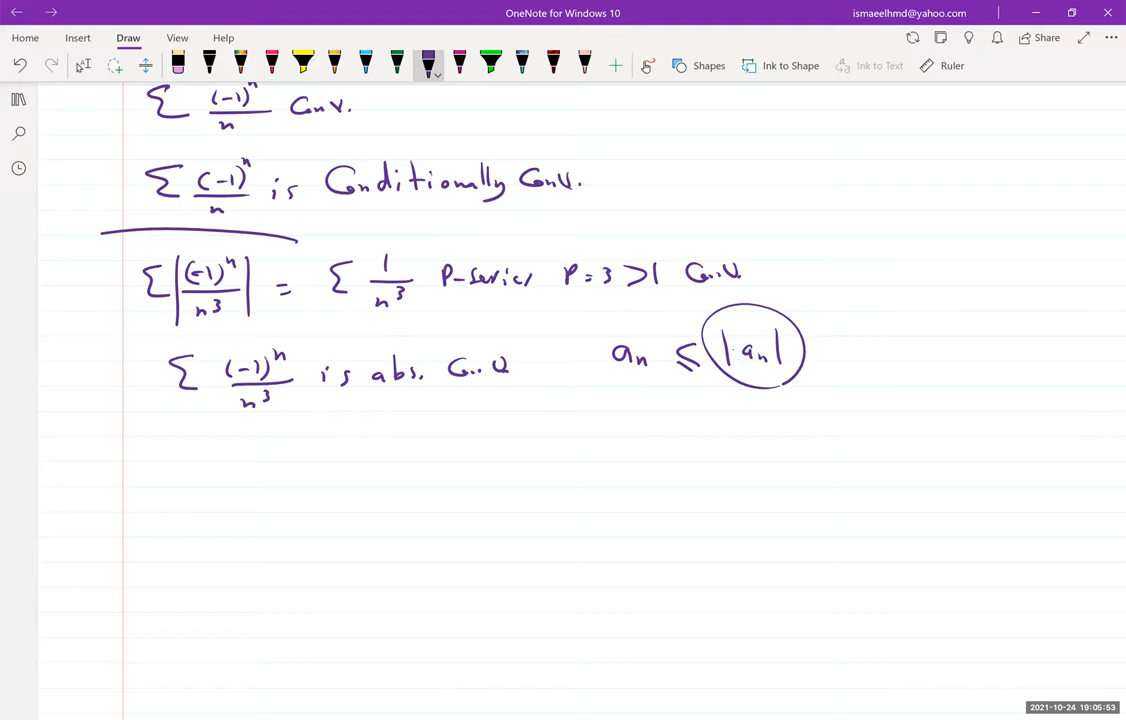 OneNote for Windows 10
ismaeelhmd@yahoo.com
Home Insert Draw View Help
Share
Shapes Ink to Shape Ink to Text Ruler
Σ (-1)^n / n Conv.
Σ (-1)^n / n is Conditionally Conv.
Σ |(-1)^n / n^3| = Σ 1 / n^3 P-series P = 3 > 1 Conv.
Σ (-1)^n / n^3 is abs. Conv
a_n ≤ |a_n|
2021-10-24 19:05:53